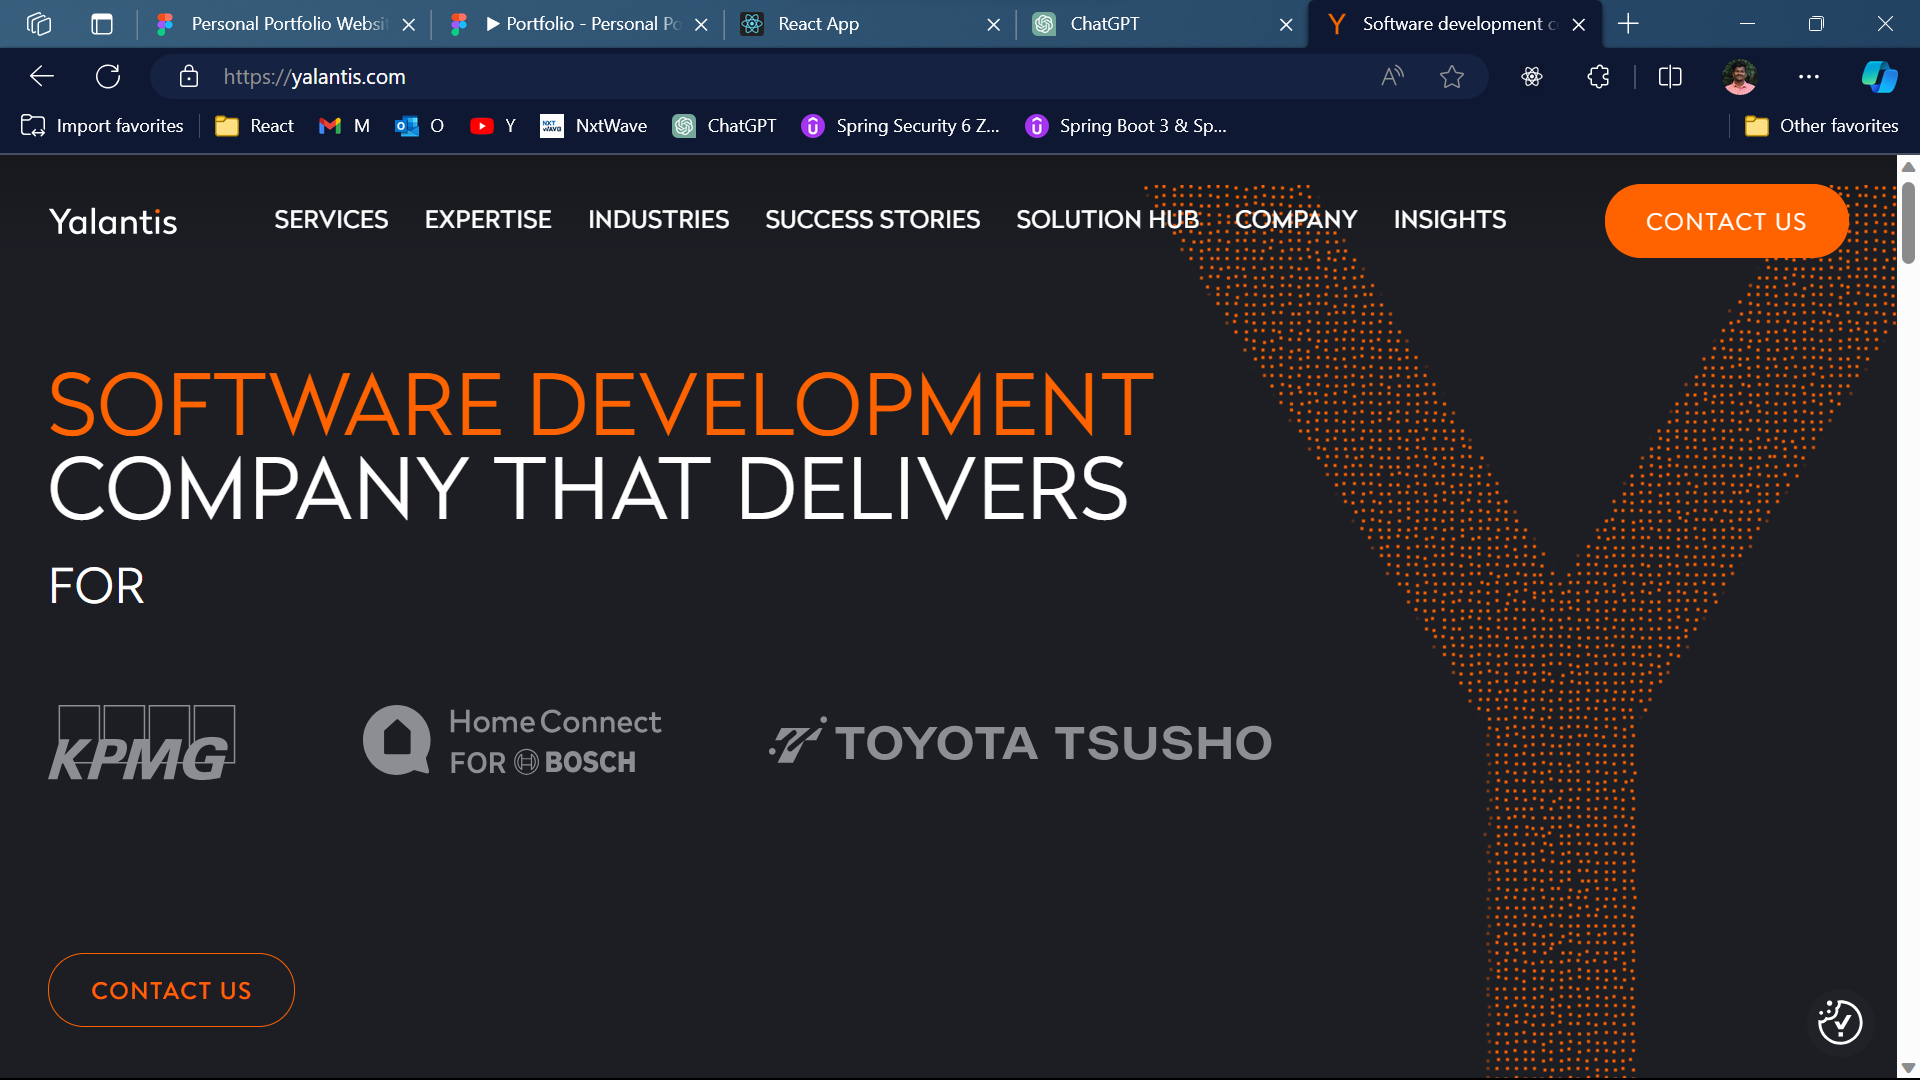 Personal Portfolio Websi
▶ Portfolio - Personal Po
React App
ChatGPT
Software development c
https://yalantis.com
Import favorites
React
M
O
Y
NxtWave
ChatGPT
Spring Security 6 Z...
Spring Boot 3 & Sp...
Other favorites
Yalantis
SERVICES
EXPERTISE
INDUSTRIES
SUCCESS STORIES
SOLUTION HUB
COMPANY
INSIGHTS
CONTACT US
SOFTWARE DEVELOPMENT
COMPANY THAT DELIVERS
FOR
KPMG
Home Connect
FOR BOSCH
TOYOTA TSUSHO
CONTACT US